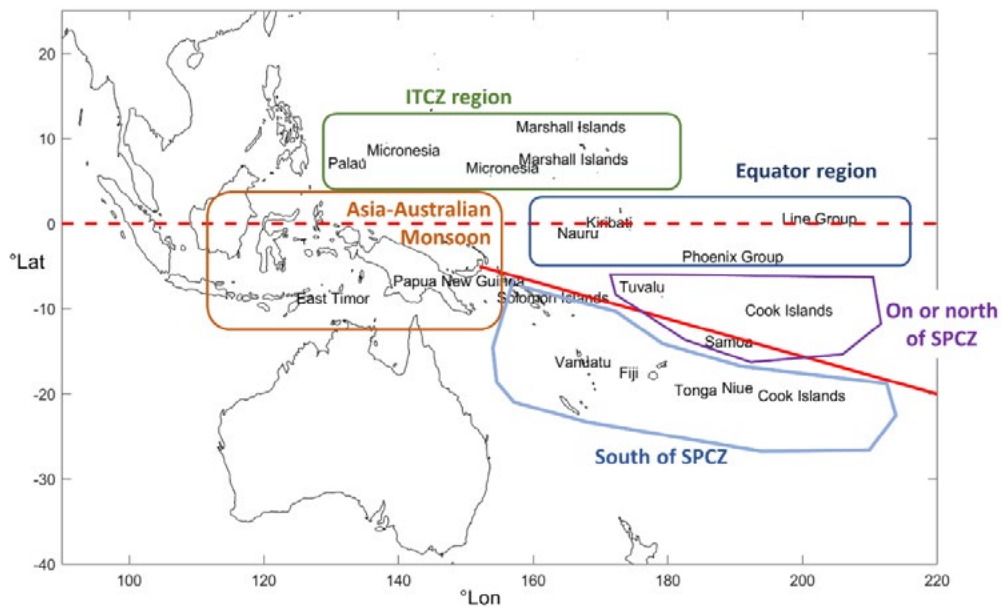 20
10
0
-10
-20
-30
-40
°Lat
ITCZ region
Marshall Islands
Micronesia
Palau
Micronesia
Marshall Islands
Equator region
Asia-Australian
Monsoon
Line Group
Kiribati
Nauru
Phoenix Group
Papua New Guinea
East Timor
Solomon Islands
Tuvalu
Cook Islands
On or north
of SPCZ
Samoa
Vanuatu
Fiji
Tonga
Niue
Cook Islands
South of SPCZ
100
120
140
160
180
200
220
°Lon